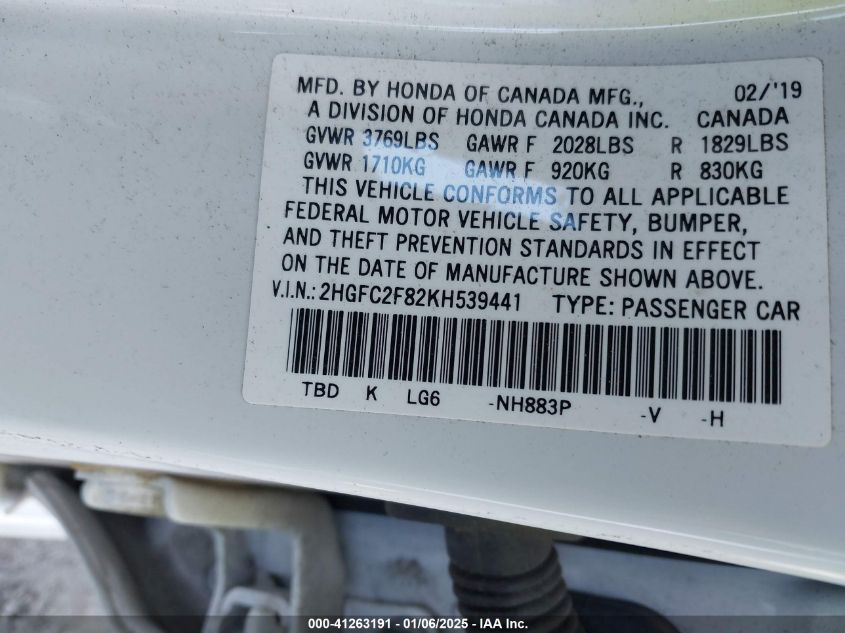 MFD. BY HONDA OF CANADA MFG., 02/'19
A DIVISION OF HONDA CANADA INC. CANADA
GVWR 3769LBS GAWR F 2028LBS R 1829LBS
GVWR 1710KG GAWR F 920KG R 830KG
THIS VEHICLE CONFORMS TO ALL APPLICABLE
FEDERAL MOTOR VEHICLE SAFETY, BUMPER,
AND THEFT PREVENTION STANDARDS IN EFFECT
ON THE DATE OF MANUFACTURE SHOWN ABOVE.
V.I.N.: 2HGFC2F82KH539441 TYPE: PASSENGER CAR
TBD K LG6 -NH883P -V -H
000-41263191 - 01/06/2025 - IAA Inc.